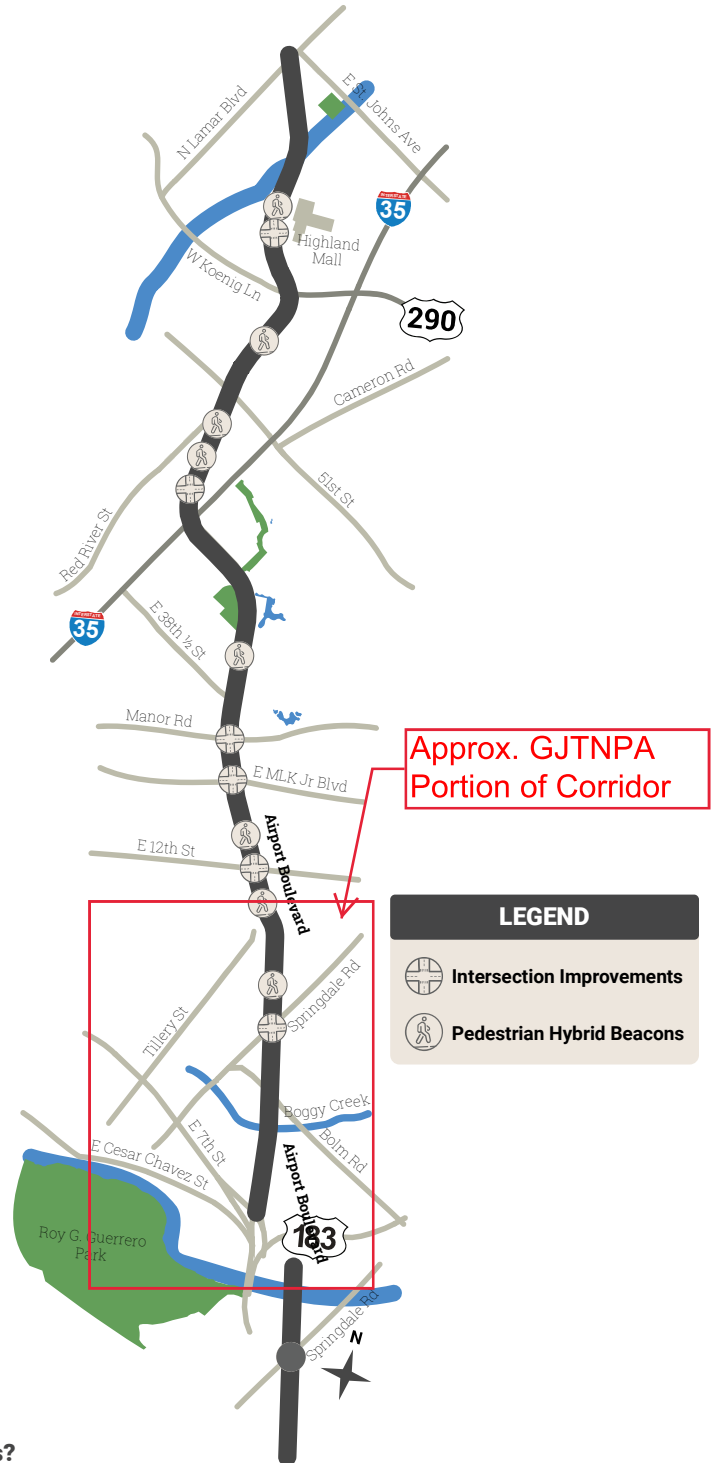 E St. Johns Ave
N Lamar Blvd
INTERSTATE
35
Highland
Mall
W Koenig Ln
290
Cameron Rd
51st St
Red River St
INTERSTATE
35
E 38th ½ St
Manor Rd
Approx. GJTNPA
Portion of Corridor
E MLK Jr Blvd
Airport Boulevard
E 12th St
LEGEND
Intersection Improvements
Pedestrian Hybrid Beacons
Springdale Rd
Tillery St
Boggy Creek
E 7th St
Bolm Rd
E Cesar Chavez St
Airport Boulevard
183
Roy G. Guerrero
Park
Springdale Rd
N
s?